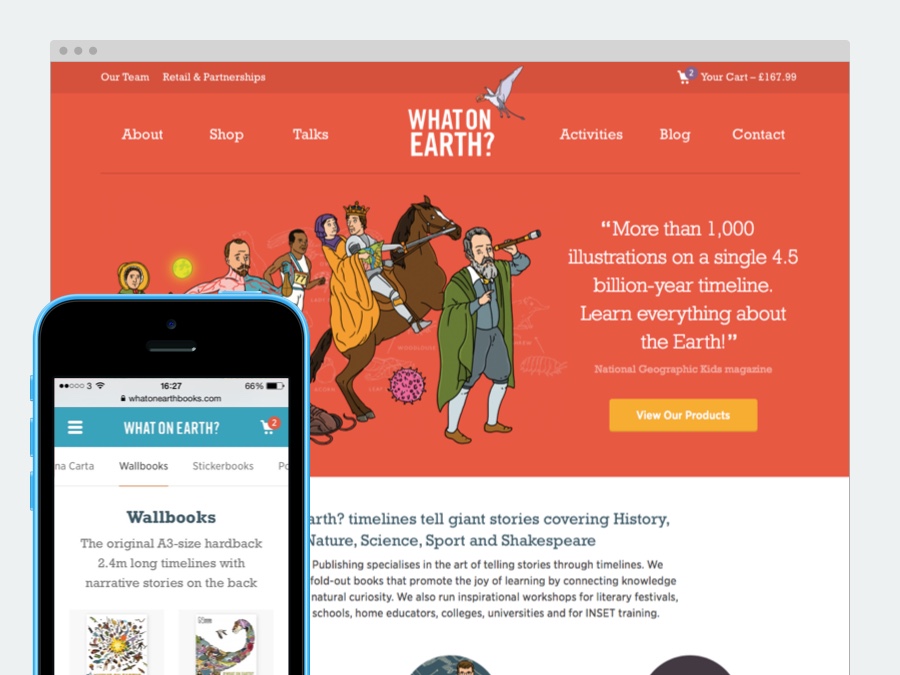 Our Team Retail & Partnerships 2 Your Cart – £167.99
WHAT ON
EARTH?
About Shop Talks Activities Blog Contact
“More than 1,000
illustrations on a single 4.5
billion-year timeline.
Learn everything about
the Earth!”
National Geographic Kids magazine
View Our Products
arth? timelines tell giant stories covering History,
Nature, Science, Sport and Shakespeare
Publishing specialises in the art of telling stories through timelines. We
fold-out books that promote the joy of learning by connecting knowledge
natural curiosity. We also run inspirational workshops for literary festivals,
schools, home educators, colleges, universities and for INSET training.
3 16:27 66%
whatonearthbooks.com
WHAT ON EARTH? 2
na Carta Wallbooks Stickerbooks Po
Wallbooks
The original A3-size hardback
2.4m long timelines with
narrative stories on the back